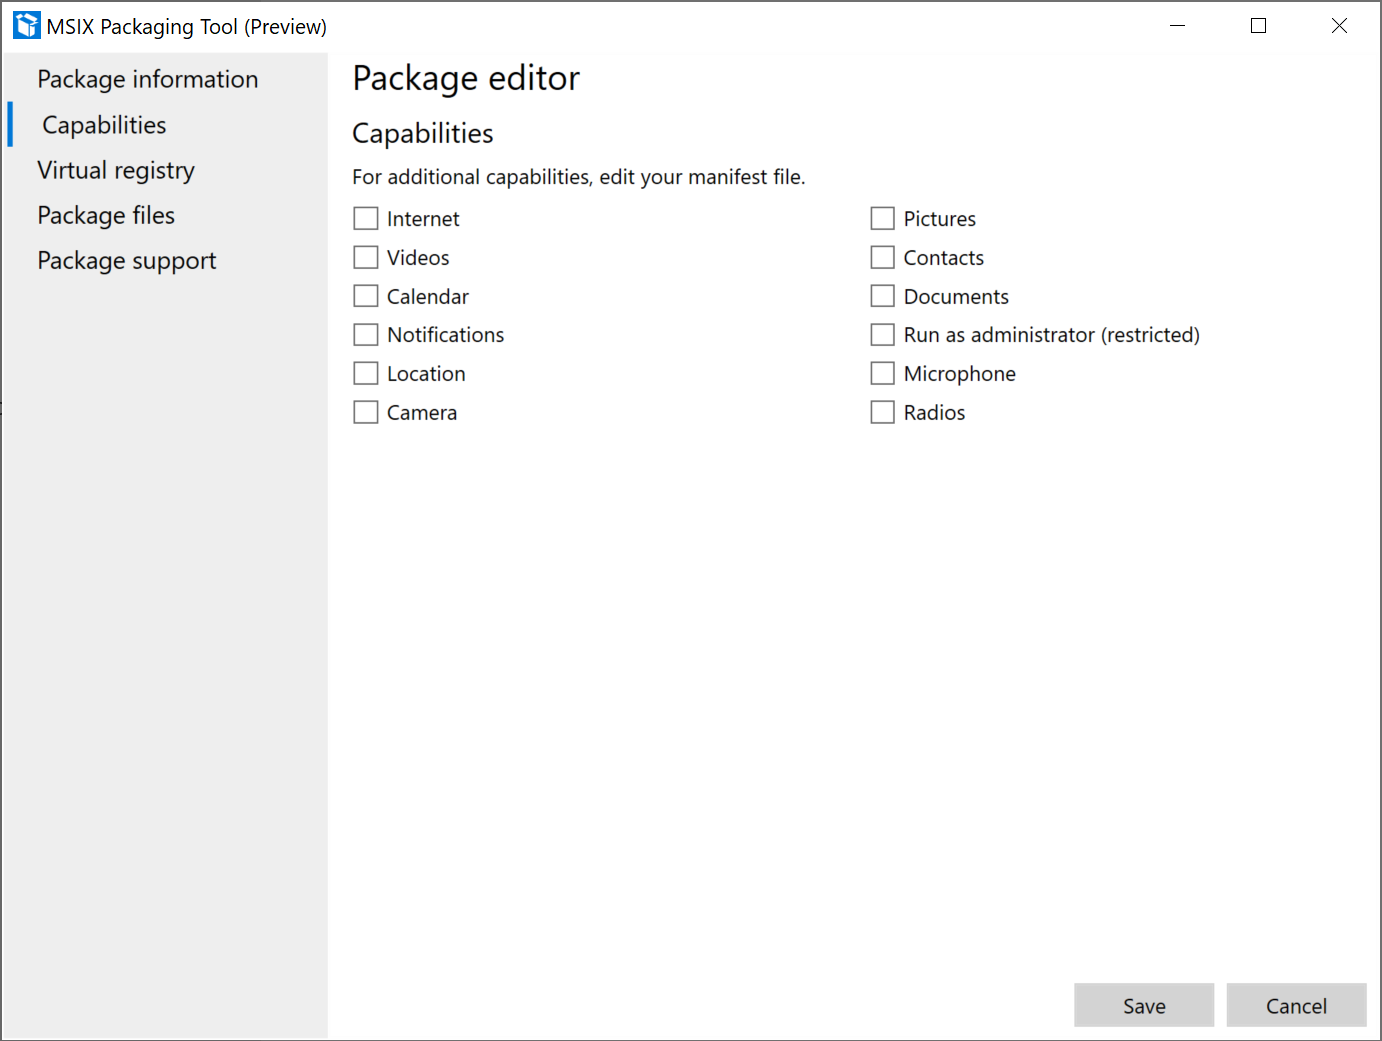 MSIX Packaging Tool (Preview)
Package information
Capabilities
Virtual registry
Package files
Package support
Package editor
Capabilities
For additional capabilities, edit your manifest file.
Internet
Videos
Calendar
Notifications
Location
Camera
Pictures
Contacts
Documents
Run as administrator (restricted)
Microphone
Radios
Save
Cancel